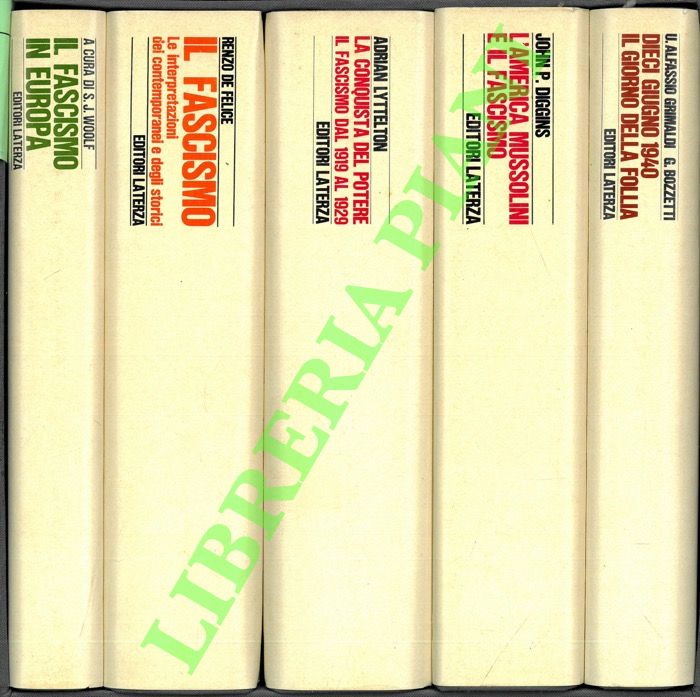 A CURA DI S. J. WOOLF
IL FASCISMO
IN EUROPA
EDITORI LATERZA
RENZO DE FELICE
IL FASCISMO
Le interpretazioni
dei contemporanei e degli storici
EDITORI LATERZA
ADRIAN LYTTELTON
LA CONQUISTA DEL POTERE
IL FASCISMO DAL 1919 AL 1929
EDITORI LATERZA
JOHN P. DIGGINS
L'AMERICA MUSSOLINI
E IL FASCISMO
EDITORI LATERZA
U. ALFASSIO GRIMALDI G. BOZZETTI
DIECI GIUGNO 1940
IL GIORNO DELLA FOLLIA
EDITORI LATERZA
LIBRERIA PIANI